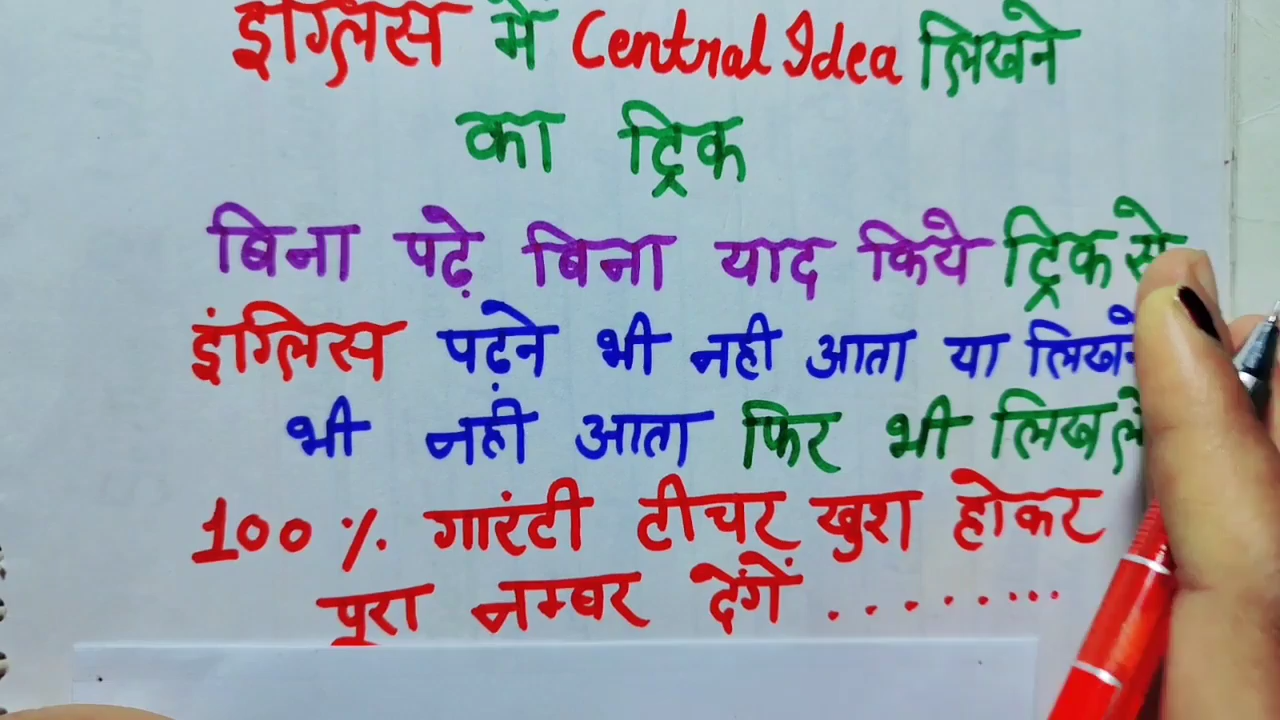 इंग्लिस में Central Idea लिखने
का ट्रिक
बिना पढ़े बिना याद किये ट्रिक से
इंग्लिस पढ़ने भी नही आता या लिखने
भी नही आता फिर भी लिख ले
100 % गारंटी टीचर खुश होकर
पूरा नम्बर देंगें .........